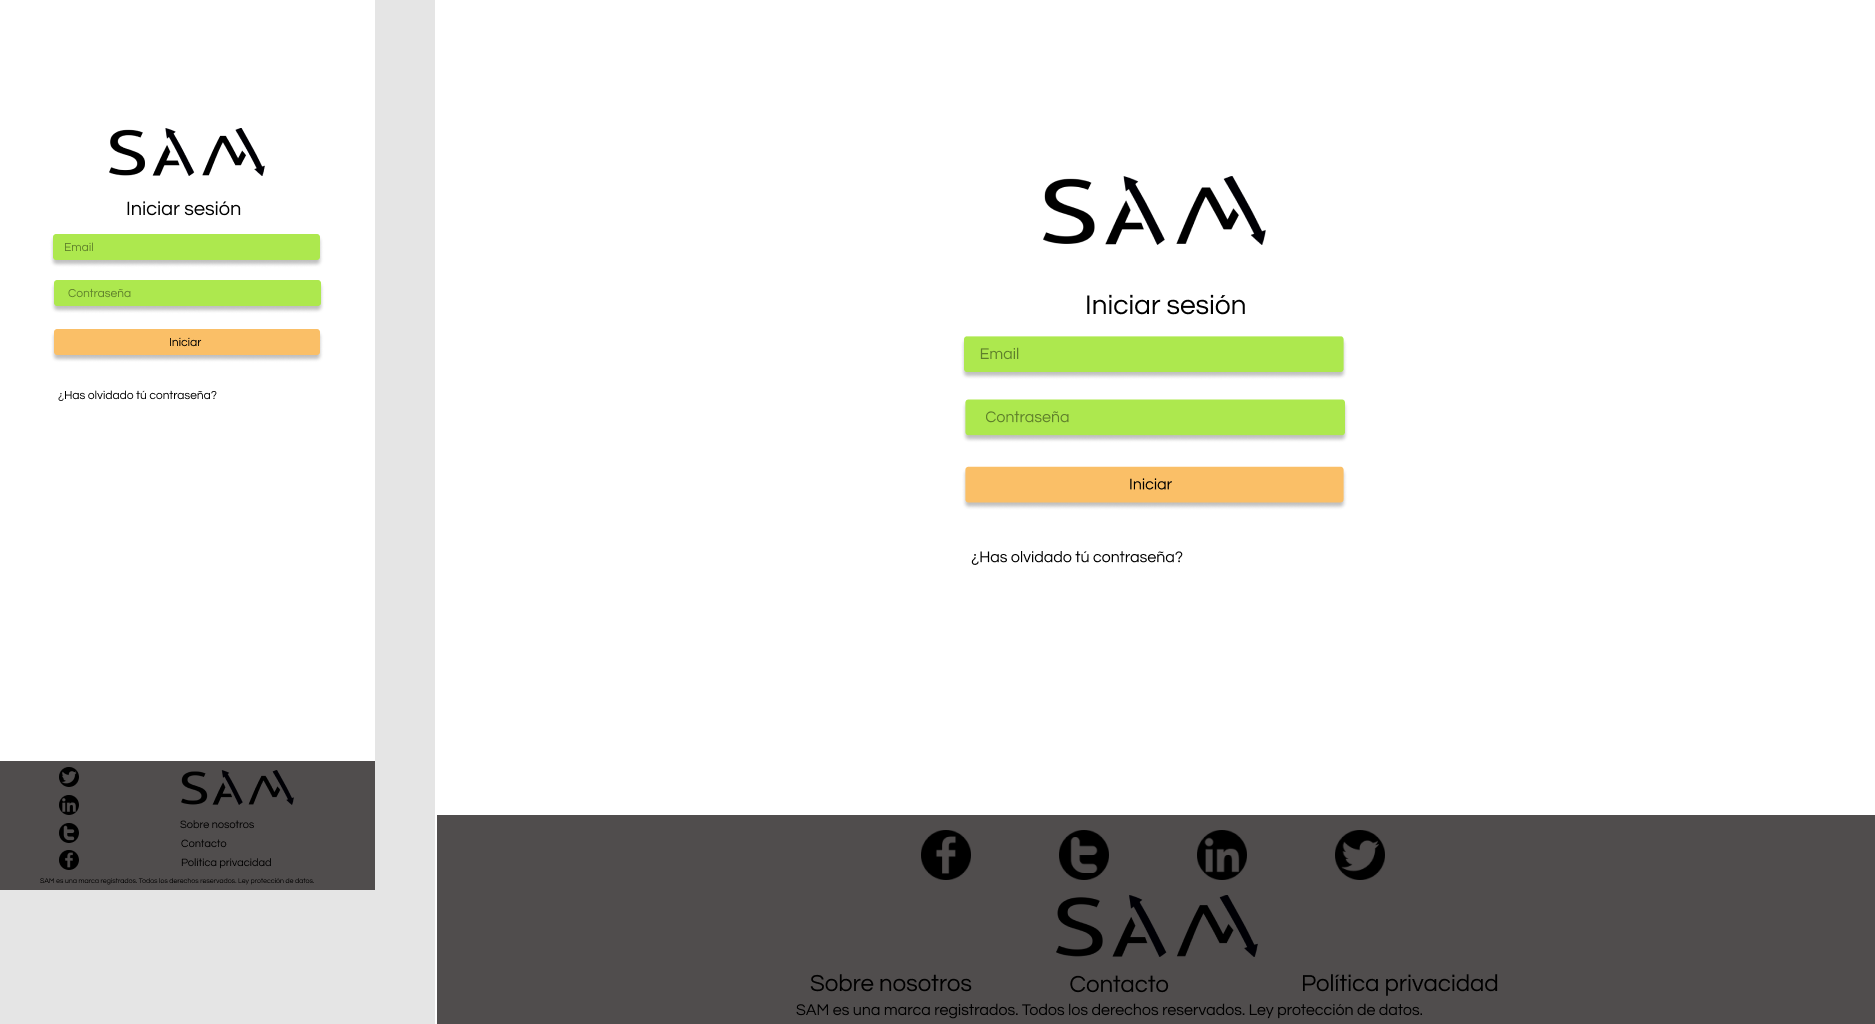 SAM
Iniciar sesión
Email
Contraseña
Iniciar
¿Has olvidado tú contraseña?
SAM
Sobre nosotros
Contacto
Política privacidad
SAM es una marca registrados. Todos los derechos reservados. Ley protección de datos.
SAM
Iniciar sesión
Email
Contraseña
Iniciar
¿Has olvidado tú contraseña?
SAM
Sobre nosotros Contacto Política privacidad
SAM es una marca registrados. Todos los derechos reservados. Ley protección de datos.